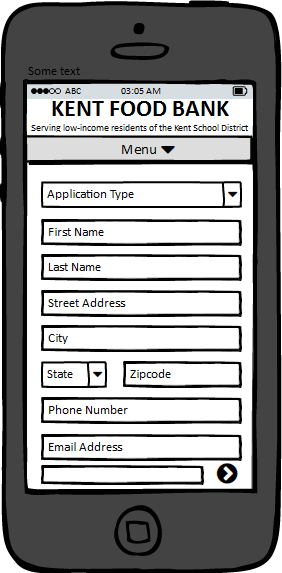 Some text
ABC 03:05 AM
KENT FOOD BANK
Serving low-income residents of the Kent School District
Menu
Application Type
First Name
Last Name
Street Address
City
State Zipcode
Phone Number
Email Address